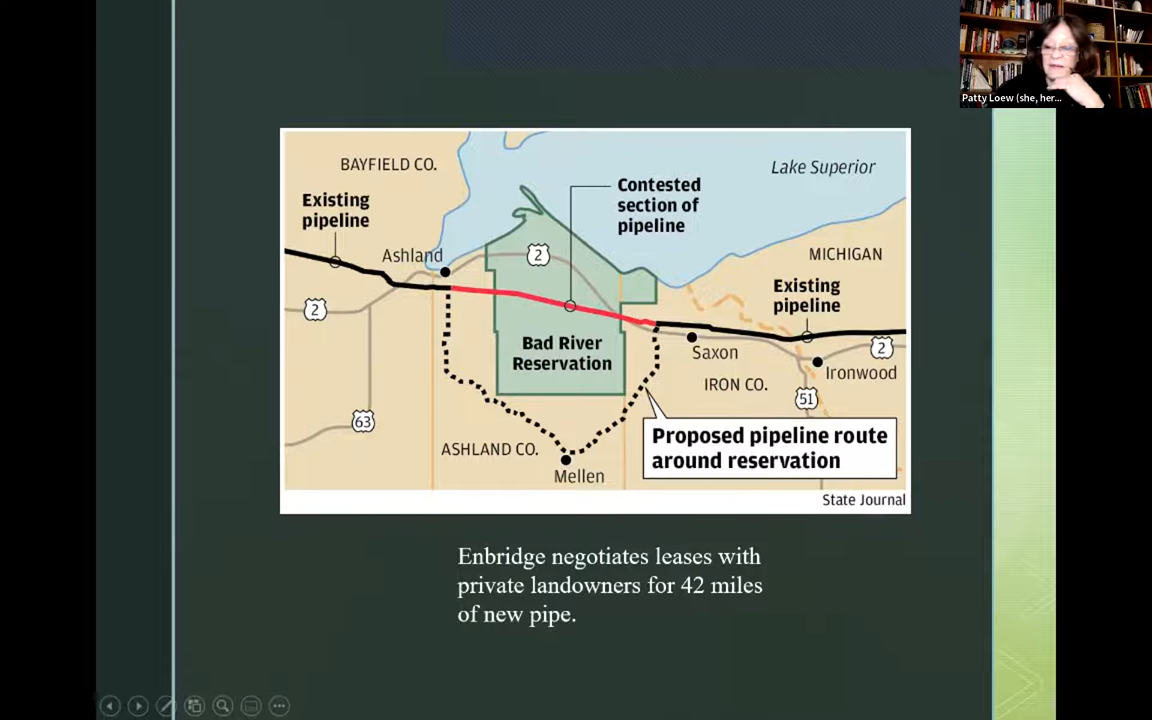 Patty Loew (she, her...
BAYFIELD CO.
Lake Superior
Existing
pipeline
Contested
section of
pipeline
Ashland
2
MICHIGAN
Existing
pipeline
2
Bad River
Reservation
Saxon
2
Ironwood
IRON CO.
51
63
ASHLAND CO.
Proposed pipeline route
around reservation
Mellen
State Journal
Enbridge negotiates leases with
private landowners for 42 miles
of new pipe.